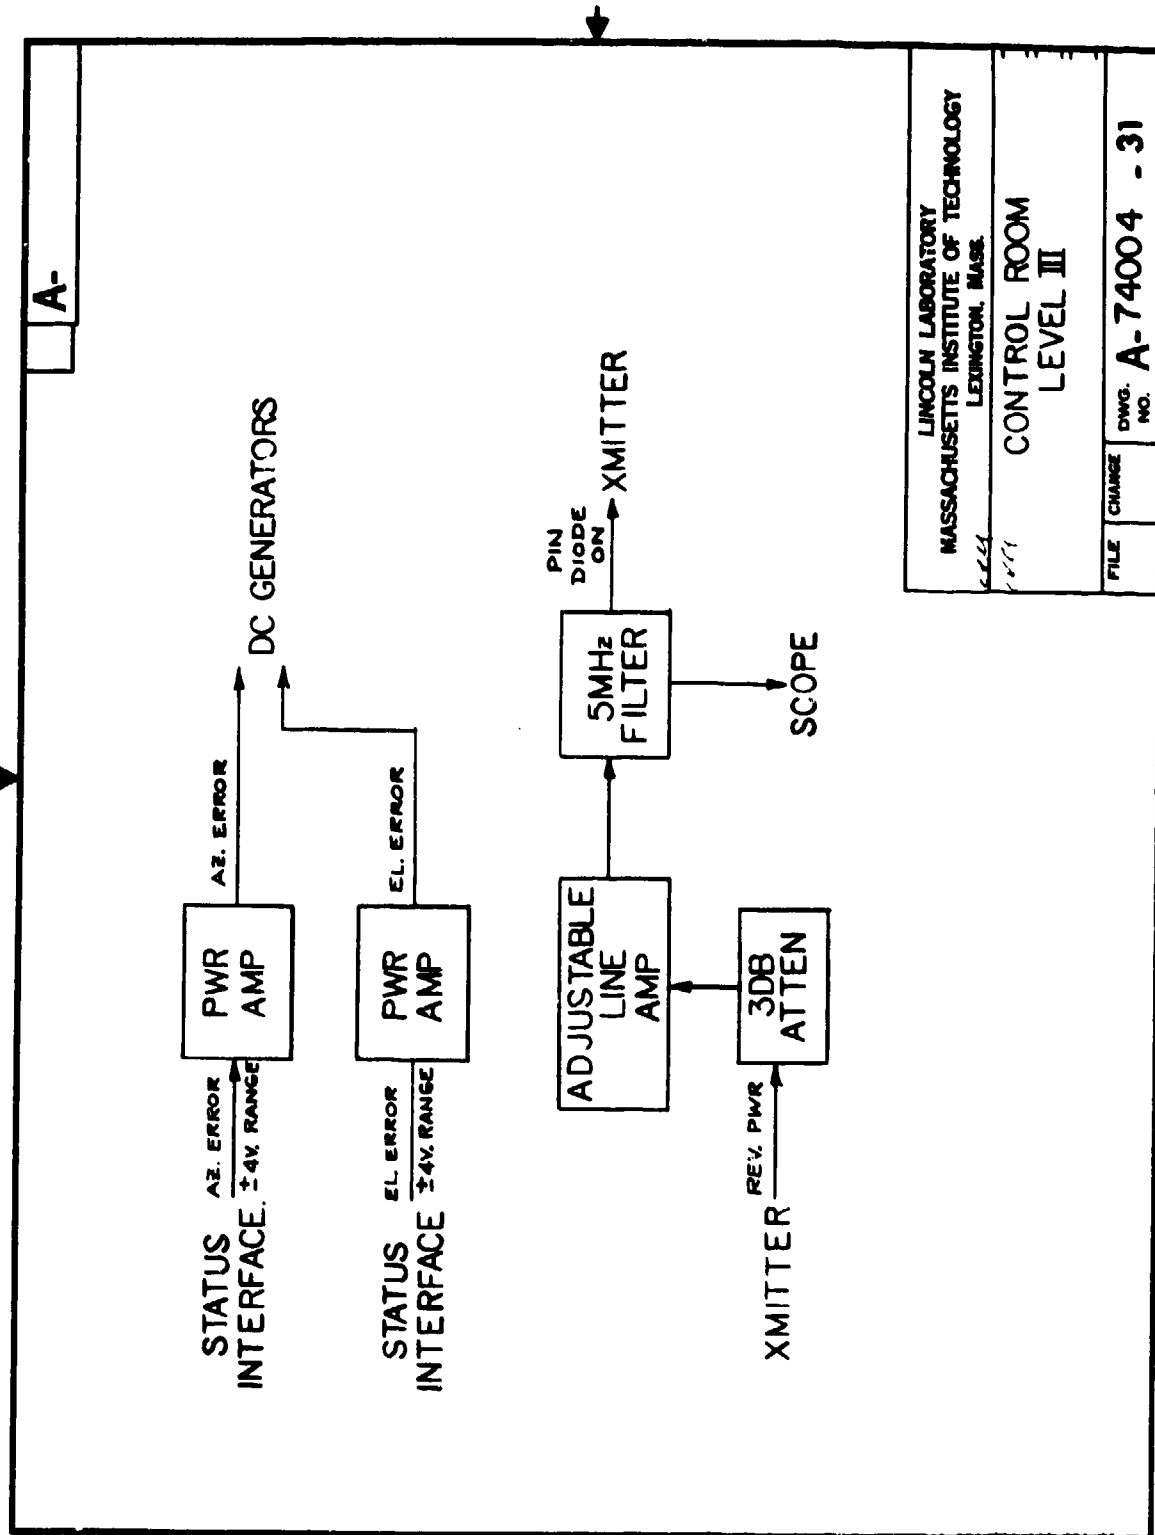 A-
STATUS
INTERFACE.
AZ. ERROR
±4V. RANGE
PWR
AMP
AZ. ERROR
DC GENERATORS
STATUS
INTERFACE
EL. ERROR
±4V. RANGE
PWR
AMP
EL. ERROR
ADJUSTABLE
LINE
AMP
5MHz
FILTER
PIN
DIODE
ON
XMITTER
XMITTER
REV. PWR
3DB
ATTEN
SCOPE
LINCOLN LABORATORY
MASSACHUSETTS INSTITUTE OF TECHNOLOGY
LEXINGTON, MASS.
CONTROL ROOM
LEVEL III
FILE
CHANGE
DWG. NO. A-74004 - 31